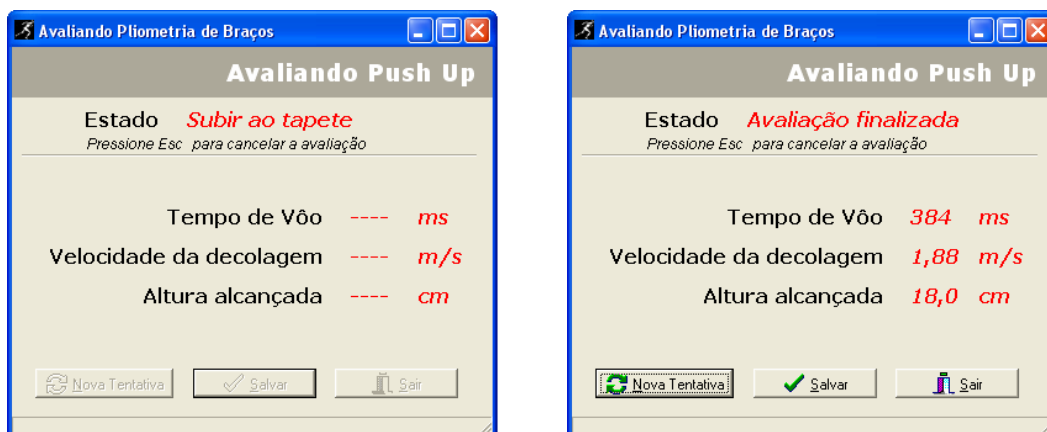 Avaliando Pliometria de Braços
Avaliando Push Up
Estado Subir ao tapete
Pressione Esc para cancelar a avaliação
Tempo de Vôo ---- ms
Velocidade da decolagem ---- m/s
Altura alcançada ---- cm
Nova Tentativa Salvar Sair
Avaliando Pliometria de Braços
Avaliando Push Up
Estado Avaliação finalizada
Pressione Esc para cancelar a avaliação
Tempo de Vôo 384 ms
Velocidade da decolagem 1,88 m/s
Altura alcançada 18,0 cm
Nova Tentativa Salvar Sair